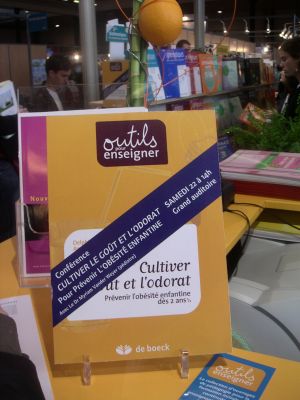 outils
pour
enseigner
Conférence
CULTIVER LE GOÛT ET L'ODORAT
Pour Prévenir L'OBÉSITÉ ENFANTINE
SAMEDI 22 à 14h
Grand auditoire
Cultiver
ut et l'odorat
Prévenir l'obésité enfantine
dès 2 ans
de boeck
outils
pour
enseigner